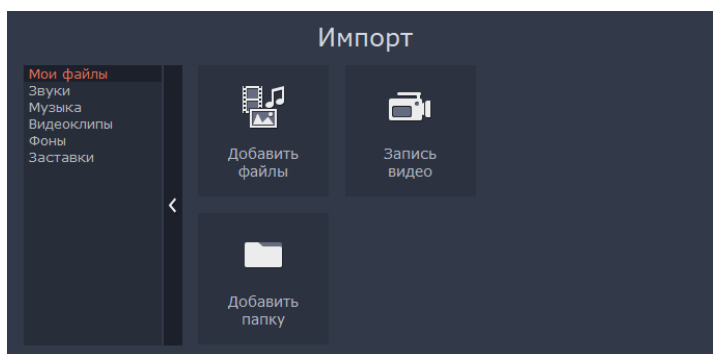 Импорт
Мои файлы
Звуки
Музыка
Видеоклипы
Фоны
Заставки
Добавить
файлы
Запись
видео
Добавить
папку